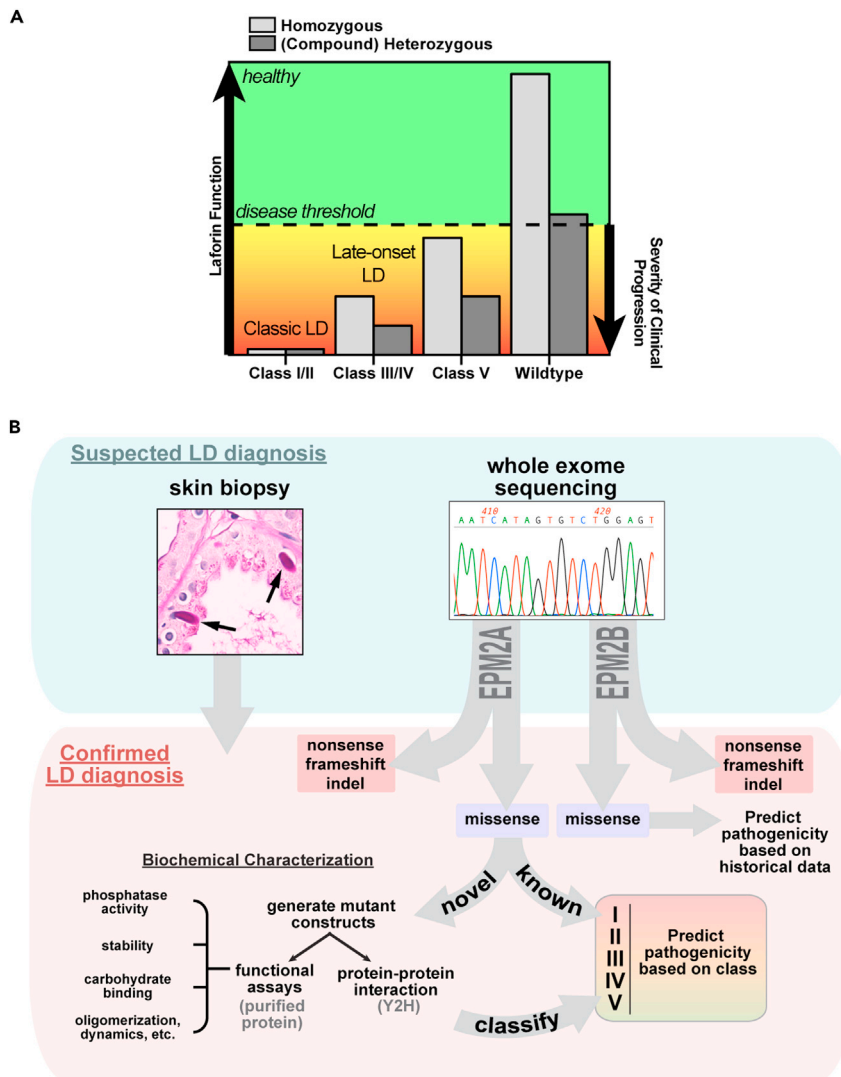 A
Homozygous
(Compound) Heterozygous
healthy
disease threshold
Late-onset
LD
Classic LD
Laforin Function
Severity of Clinical
Progression
Class I/II
Class III/IV
Class V
Wildtype
B
Suspected LD diagnosis
skin biopsy
whole exome
sequencing
410 420
A A T C A T A G T G T C T G G A G T
EPM2A
EPM2B
Confirmed
LD diagnosis
nonsense
frameshift
indel
nonsense
frameshift
indel
missense
missense
Predict
pathogenicity
based on
historical data
Biochemical Characterization
novel
known
phosphatase
activity
stability
carbohydrate
binding
oligomerization,
dynamics, etc.
generate mutant
constructs
functional
assays
(purified
protein)
protein-protein
interaction
(Y2H)
classify
I
II
III
IV
V
Predict
pathogenicity
based on class